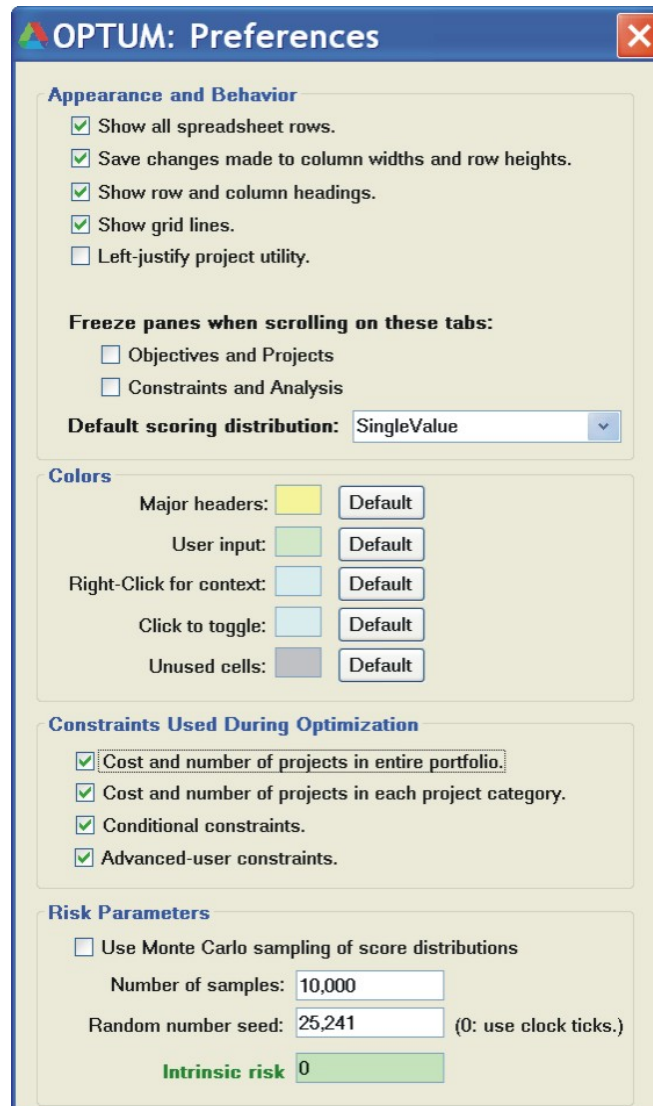 OPTUM: Preferences
Appearance and Behavior
Show all spreadsheet rows.
Save changes made to column widths and row heights.
Show row and column headings.
Show grid lines.
Left-justify project utility.
Freeze panes when scrolling on these tabs:
Objectives and Projects
Constraints and Analysis
Default scoring distribution: SingleValue
Colors
Major headers: Default
User input: Default
Right-Click for context: Default
Click to toggle: Default
Unused cells: Default
Constraints Used During Optimization
Cost and number of projects in entire portfolio.
Cost and number of projects in each project category.
Conditional constraints.
Advanced-user constraints.
Risk Parameters
Use Monte Carlo sampling of score distributions
Number of samples: 10,000
Random number seed: 25,241 (0: use clock ticks.)
Intrinsic risk 0